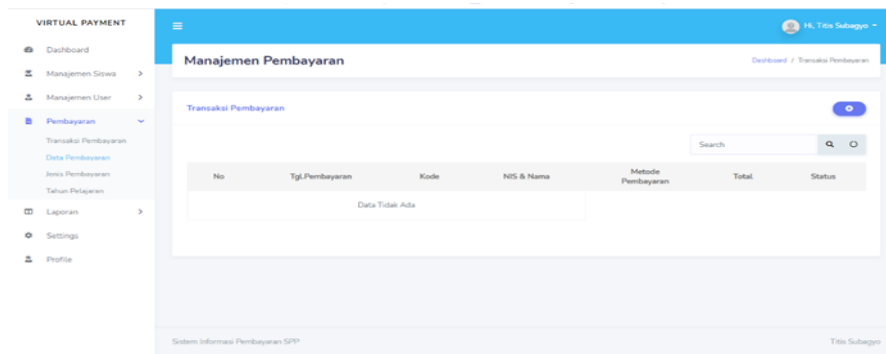 VIRTUAL PAYMENT
Hi, Titis Subagyo
Dashboard
Manajemen Siswa
Manajemen User
Pembayaran
Transaksi Pembayaran
Data Pembayaran
Jenis Pembayaran
Tahun Pelajaran
Laporan
Settings
Profile
Manajemen Pembayaran
Dashboard / Transaksi Pembayaran
Transaksi Pembayaran
Search
No Tgl.Pembayaran Kode NIS & Nama Metode Pembayaran Total Status
Data Tidak Ada
Sistem Informasi Pembayaran SPP
Titis Subagyo